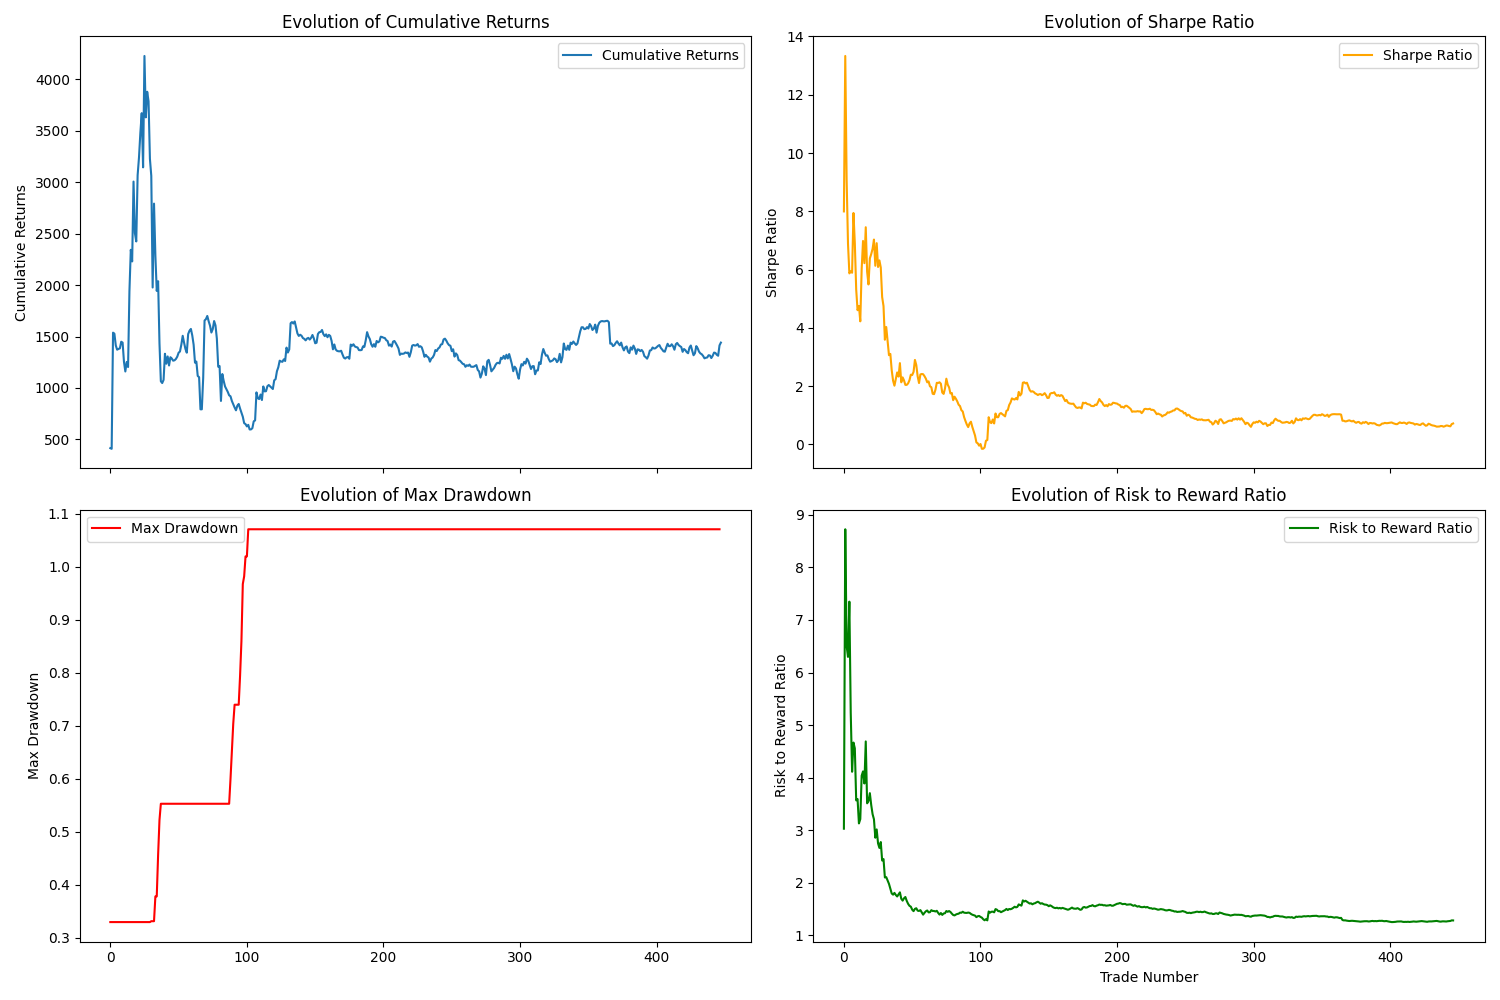 Evolution of Cumulative Returns
Cumulative Returns
4000
3500
3000
2500
2000
1500
1000
500
Cumulative Returns
Evolution of Sharpe Ratio
Sharpe Ratio
14
12
10
8
6
4
2
0
Sharpe Ratio
Evolution of Max Drawdown
Max Drawdown
1.1
1.0
0.9
0.8
0.7
0.6
0.5
0.4
0.3
Max Drawdown
0 100 200 300 400
Evolution of Risk to Reward Ratio
Risk to Reward Ratio
9
8
7
6
5
4
3
2
1
Risk to Reward Ratio
0 100 200 300 400
Trade Number